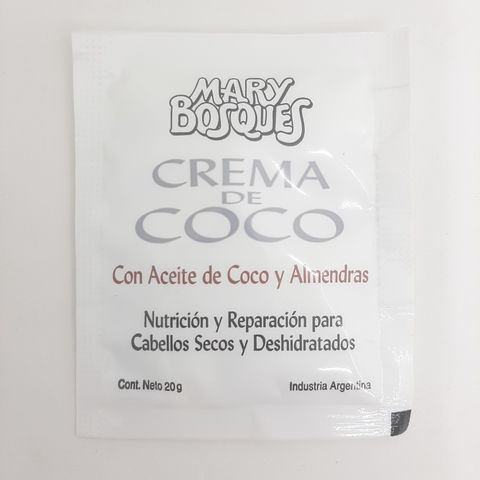 MARY
BOSQUES
CREMA
DE
COCO
Con Aceite de Coco y Almendras
Nutrición y Reparación para
Cabellos Secos y Deshidratados
Cont. Neto 20 g
Industria Argentina